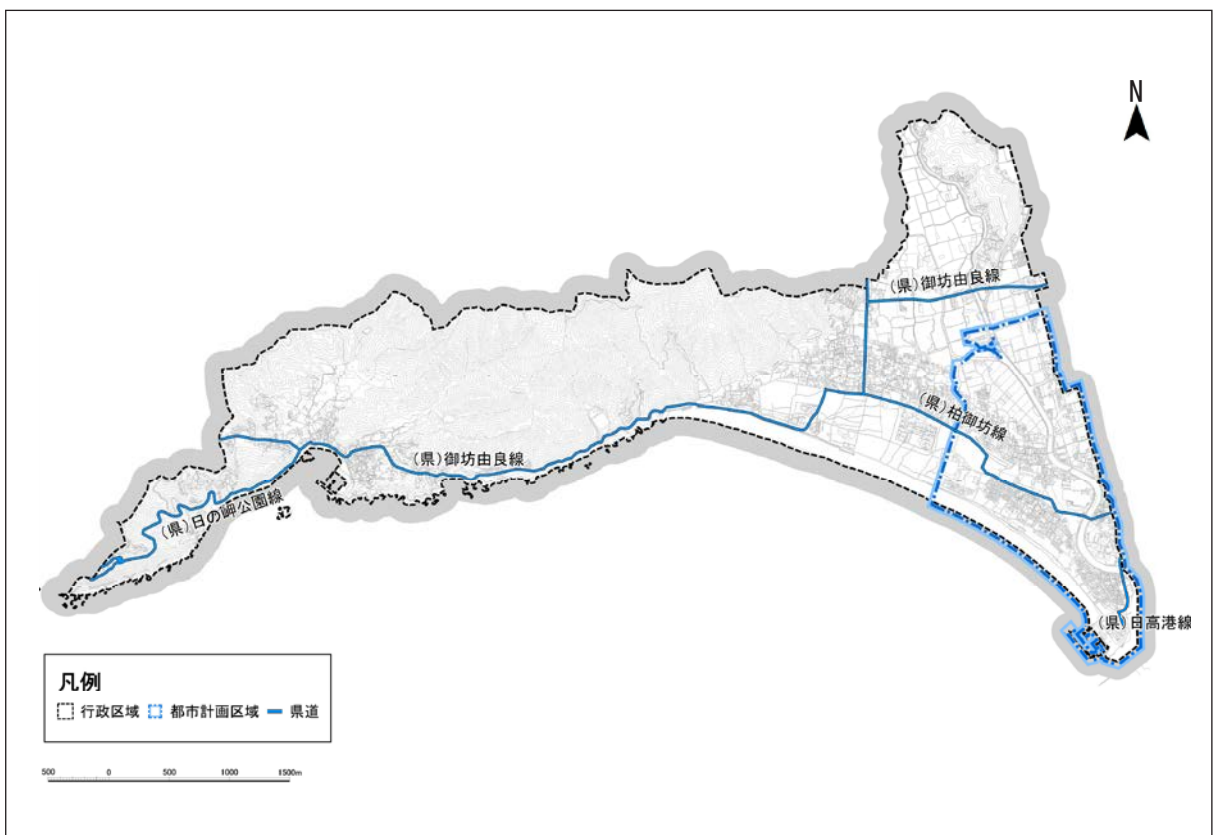 N
(県)御坊由良線
(県)柏御坊線
(県)御坊由良線
(県)日の岬公園線
(県)日高港線
凡例
行政区域 都市計画区域 県道
500 0 500 1000 1500m